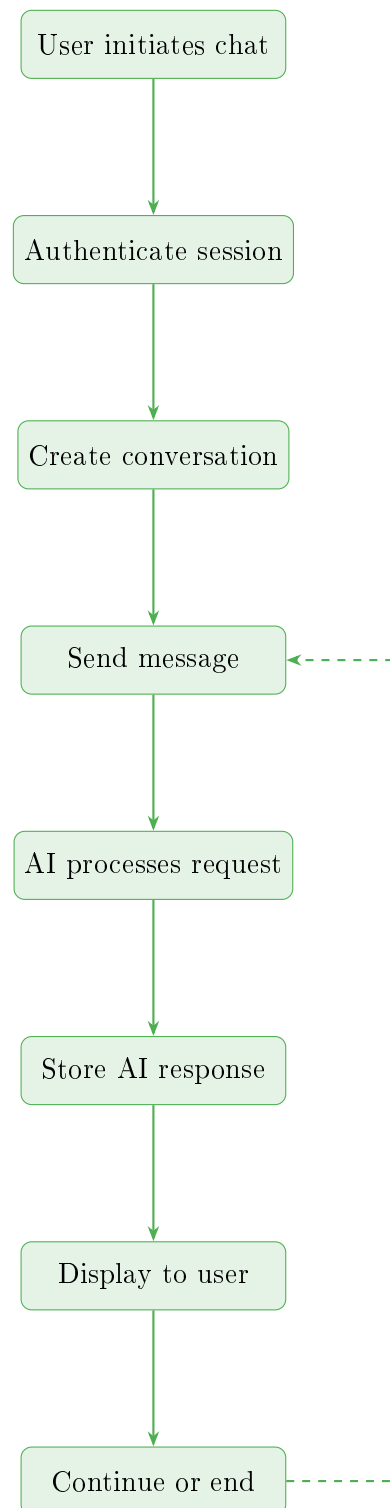 User initiates chat
Authenticate session
Create conversation
Send message
AI processes request
Store AI response
Display to user
Continue or end